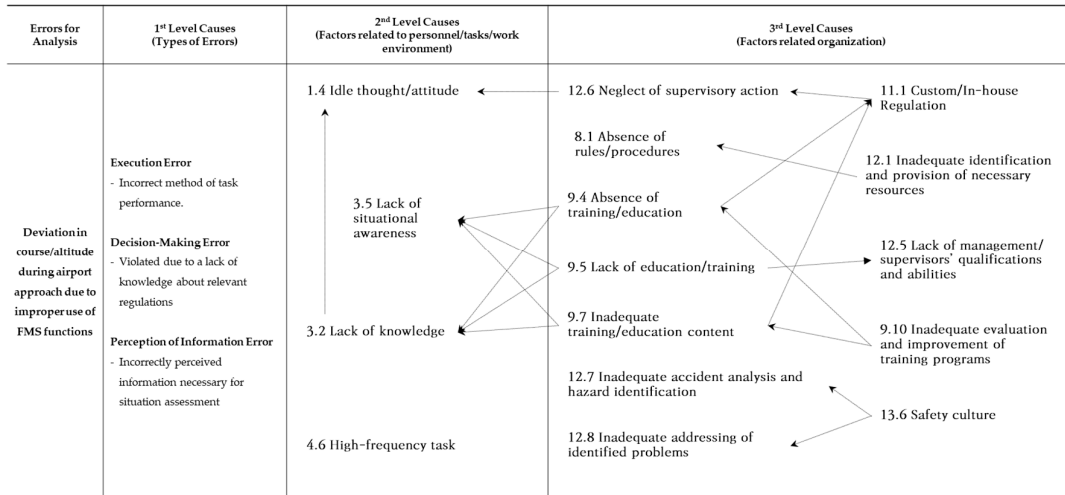 Errors for
Analysis
1st Level Causes
(Types of Errors)
2nd Level Causes
(Factors related to personnel/tasks/work
environment)
3rd Level Causes
(Factors related organization)
Deviation in
course/altitude
during airport
approach due to
improper use of
FMS functions
Execution Error
- Incorrect method of task
performance.
Decision-Making Error
- Violated due to a lack of
knowledge about relevant
regulations
Perception of Information Error
- Incorrectly perceived
information necessary for
situation assessment
1.4 Idle thought/attitude
3.5 Lack of
situational
awareness
3.2 Lack of knowledge
4.6 High-frequency task
12.6 Neglect of supervisory action
8.1 Absence of
rules/procedures
9.4 Absence of
training/education
9.5 Lack of education/training
9.7 Inadequate
training/education content
12.7 Inadequate accident analysis and
hazard identification
12.8 Inadequate addressing of
identified problems
11.1 Custom/In-house
Regulation
12.1 Inadequate identification
and provision of necessary
resources
12.5 Lack of management/
supervisors' qualifications
and abilities
9.10 Inadequate evaluation
and improvement of
training programs
13.6 Safety culture